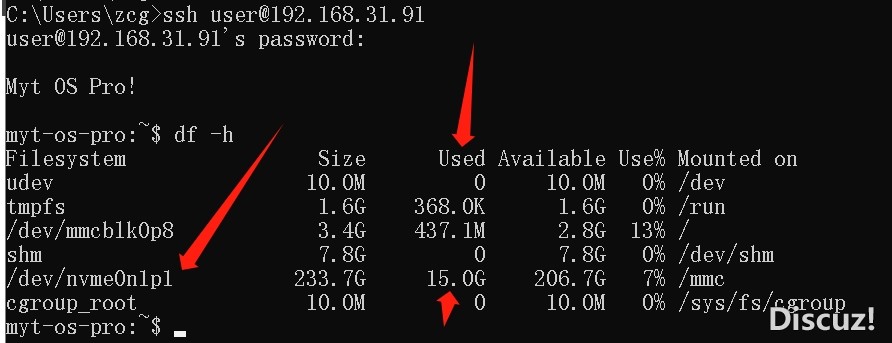 C:\Users\zcg>ssh user@192.168.31.91
user@192.168.31.91's password:
Myt OS Pro!
myt-os-pro:~$ df -h
Filesystem Size Used Available Use% Mounted on
udev 10.0M 0 10.0M 0% /dev
tmpfs 1.6G 368.0K 1.6G 0% /run
/dev/mmcblk0p8 3.4G 437.1M 2.8G 13% /
shm 7.8G 0 7.8G 0% /dev/shm
/dev/nvme0n1p1 233.7G 15.0G 206.7G 7% /mmc
cgroup_root 10.0M 0 10.0M 0% /sys/fs/cgroup
myt-os-pro:~$
Discuz!